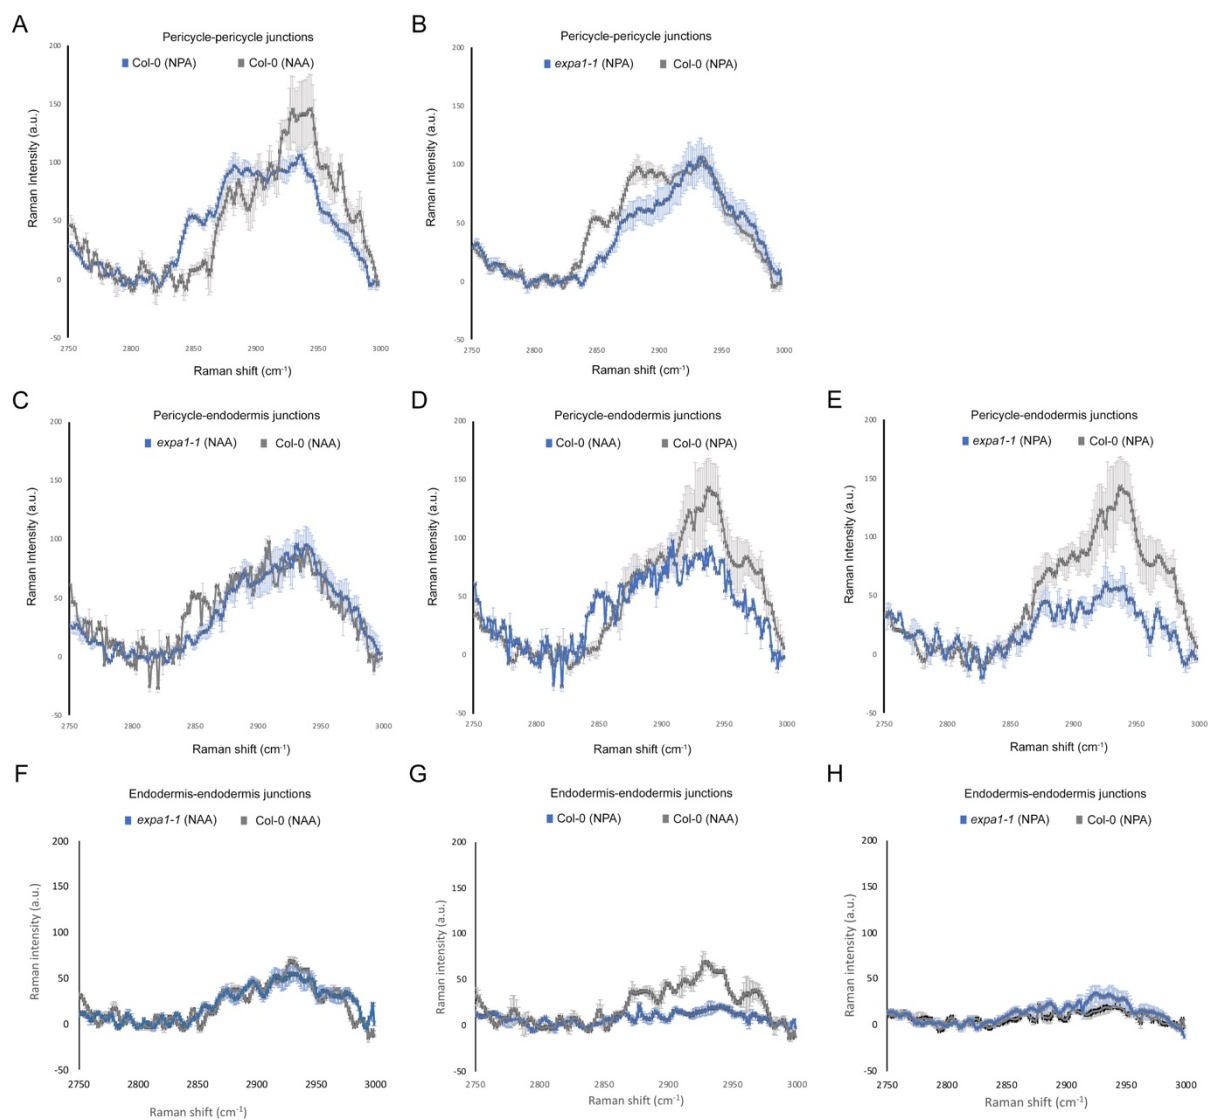 A
Pericycle-pericycle junctions
Col-0 (NPA) Col-0 (NAA)
Raman Intensity (a.u.)
200
150
100
50
0
-50
2750 2800 2850 2900 2950 3000
Raman shift (cm-1)
B
Pericycle-pericycle junctions
expa1-1 (NPA) Col-0 (NPA)
Raman Intensity (a.u.)
200
150
100
50
0
-50
2750 2800 2850 2900 2950 3000
Raman shift (cm-1)
C
Pericycle-endodermis junctions
expa1-1 (NAA) Col-0 (NAA)
Raman Intensity (a.u.)
200
150
100
50
0
-50
2750 2800 2850 2900 2950 3000
Raman shift (cm-1)
D
Pericycle-endodermis junctions
Col-0 (NAA) Col-0 (NPA)
Raman Intensity (a.u.)
200
150
100
50
0
-50
2750 2800 2850 2900 2950 3000
Raman shift (cm-1)
E
Pericycle-endodermis junctions
expa1-1 (NPA) Col-0 (NPA)
Raman Intensity (a.u.)
200
150
100
50
0
-50
2750 2800 2850 2900 2950 3000
Raman shift (cm-1)
F
Endodermis-endodermis junctions
expa1-1 (NAA) Col-0 (NAA)
Raman intensity (a.u.)
200
150
100
50
0
-50
2750 2800 2850 2900 2950 3000
Raman shift (cm-1)
G
Endodermis-endodermis junctions
Col-0 (NPA) Col-0 (NAA)
Raman intensity (a.u.)
200
150
100
50
0
-50
2750 2800 2850 2900 2950 3000
Raman shift (cm-1)
H
Endodermis-endodermis junctions
expa1-1 (NPA) Col-0 (NPA)
Raman intensity (a.u.)
200
150
100
50
0
-50
2750 2800 2850 2900 2950 3000
Raman shift (cm-1)